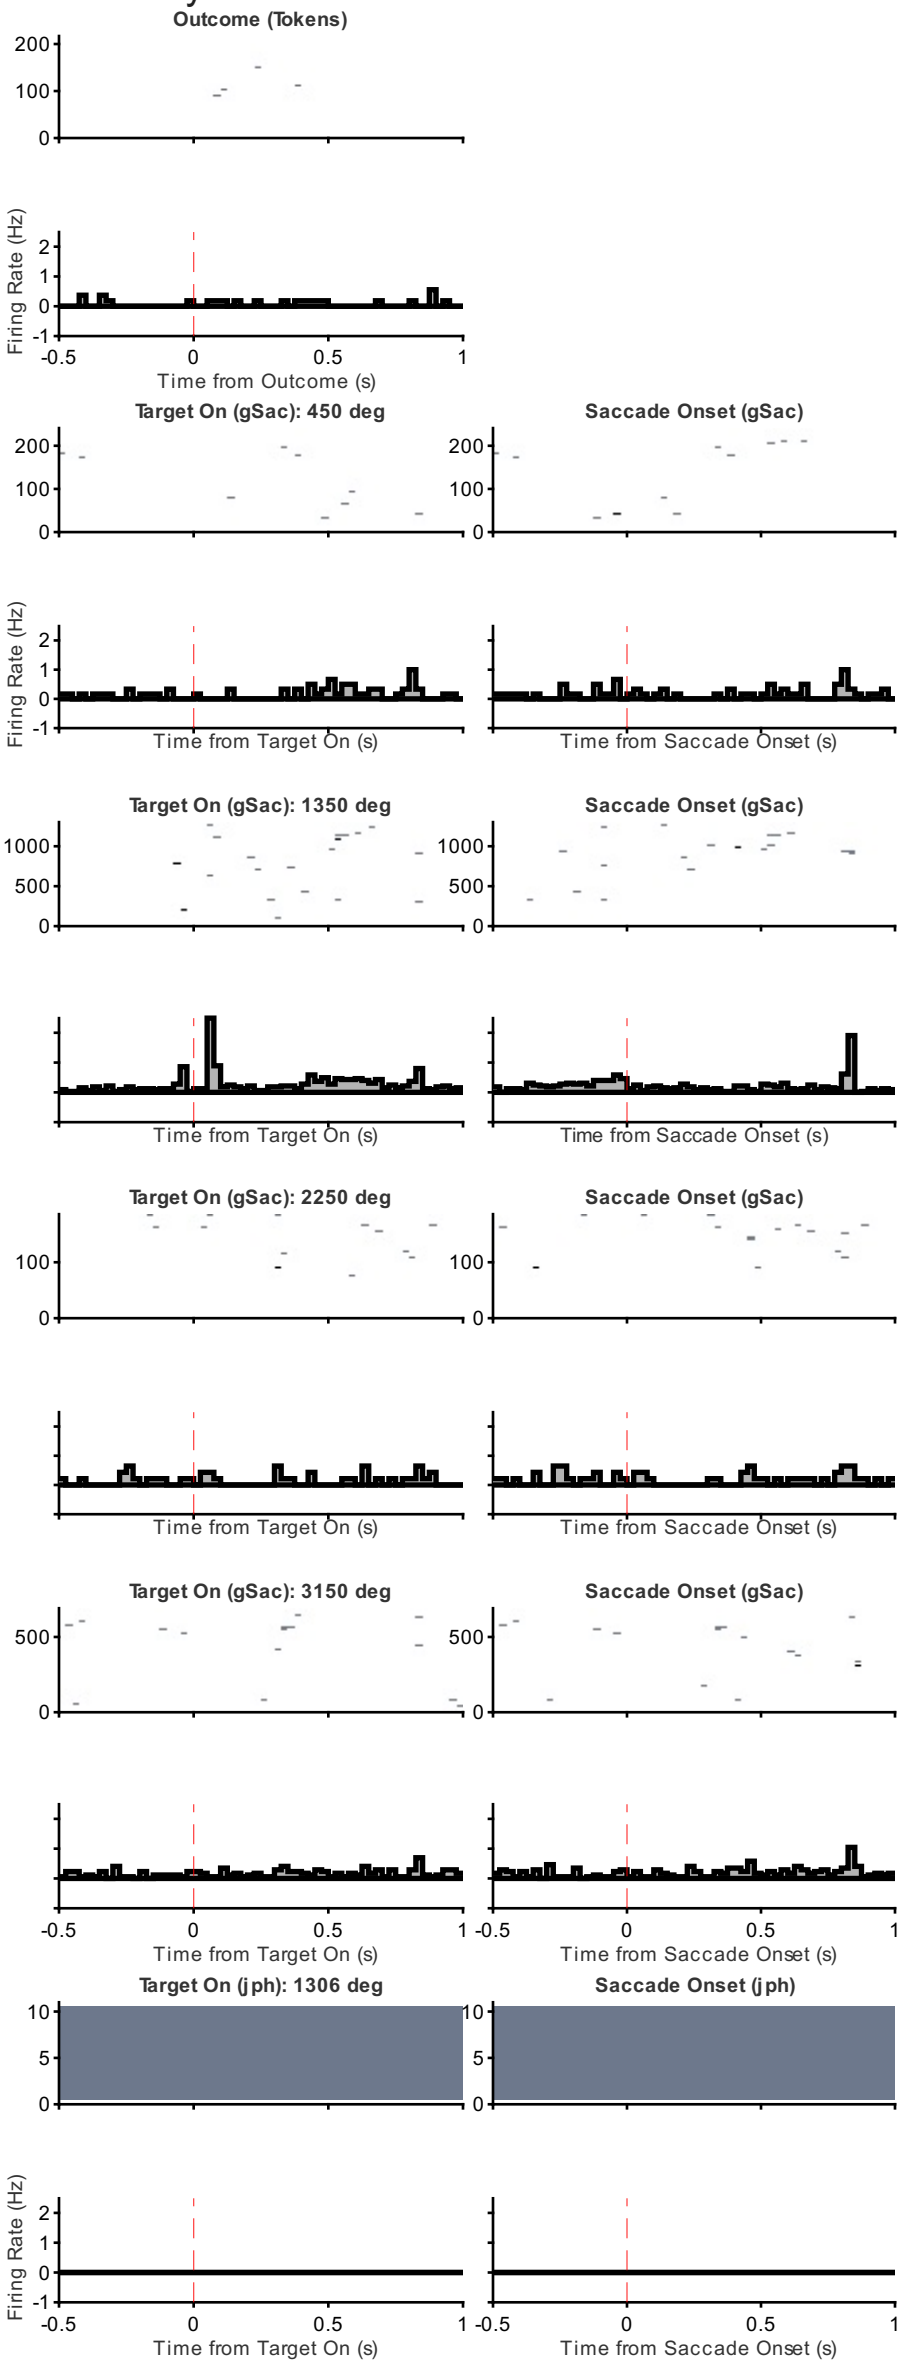 Outcome (Tokens)
200
100
0
Firing Rate (Hz)
2
1
0
-1
-0.5 0 0.5 1
Time from Outcome (s)
Target On (gSac): 450 deg Saccade Onset (gSac)
200 200
100 100
0 0
Firing Rate (Hz)
2
1
0
-1
Time from Target On (s) Time from Saccade Onset (s)
Target On (gSac): 1350 deg Saccade Onset (gSac)
1000 1000
500 500
0 0
Time from Target On (s) Time from Saccade Onset (s)
Target On (gSac): 2250 deg Saccade Onset (gSac)
100 100
0 0
Time from Target On (s) Time from Saccade Onset (s)
Target On (gSac): 3150 deg Saccade Onset (gSac)
500 500
0 0
-0.5 0 0.5 1 -0.5 0 0.5 1
Time from Target On (s) Time from Saccade Onset (s)
Target On (jph): 1306 deg Saccade Onset (jph)
10 10
5 5
0 0
Firing Rate (Hz)
2
1
0
-1
-0.5 0 0.5 1 -0.5 0 0.5 1
Time from Target On (s) Time from Saccade Onset (s)